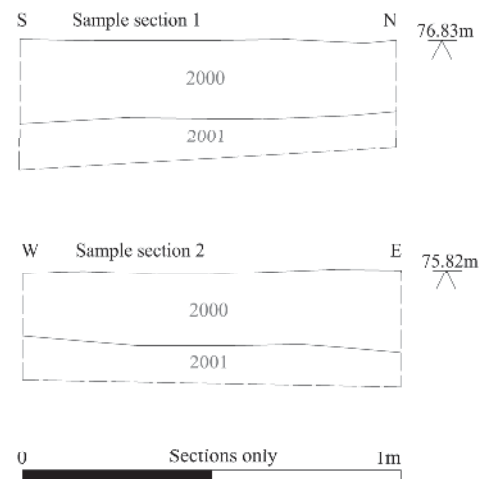 S Sample section 1 N
76.83m
2000
2001
W Sample section 2 E
75.82m
2000
2001
0 Sections only 1m